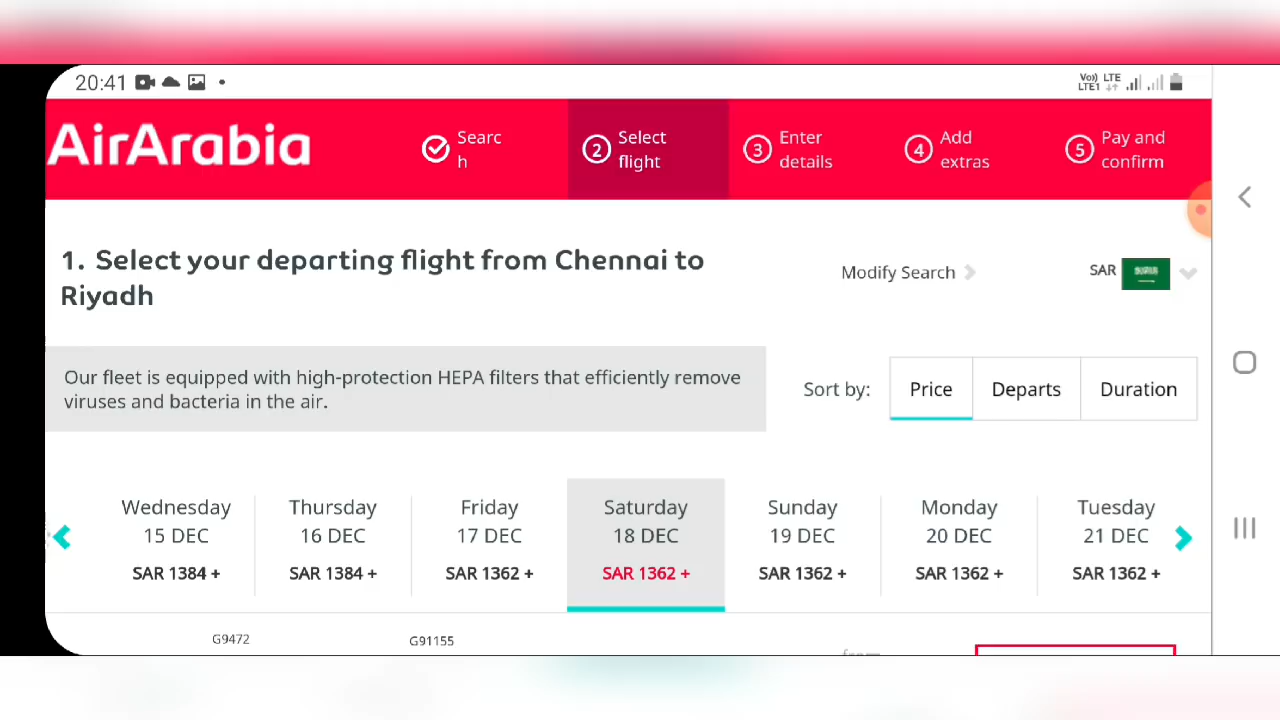 20:41
Vo)) LTE
LTE1
AirArabia
Searc
h
2 Select
flight
3 Enter
details
4 Add
extras
5 Pay and
confirm
1. Select your departing flight from Chennai to
Riyadh
Modify Search
SAR
Our fleet is equipped with high-protection HEPA filters that efficiently remove
viruses and bacteria in the air.
Sort by: Price Departs Duration
Wednesday Thursday Friday Saturday Sunday Monday Tuesday
15 DEC 16 DEC 17 DEC 18 DEC 19 DEC 20 DEC 21 DEC
SAR 1384 + SAR 1384 + SAR 1362 + SAR 1362 + SAR 1362 + SAR 1362 + SAR 1362 +
G9472 G91155